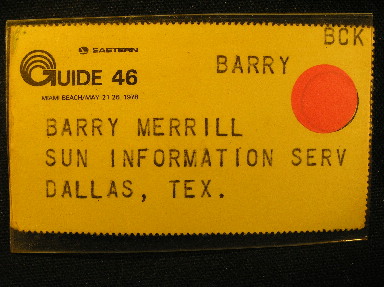 BCK
EASTERN
GUIDE 46
BARRY
MIAMI BEACH/MAY 21-26, 1978
BARRY MERRILL
SUN INFORMATION SERV
DALLAS, TEX.